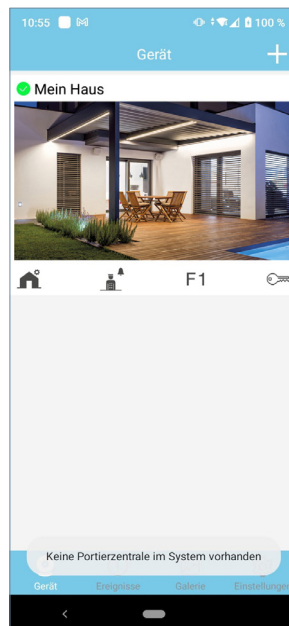 10:55 100 %
Gerät
Mein Haus
F1
Keine Portierzentrale im System vorhanden
Gerät Ereignisse Galerie Einstellungen